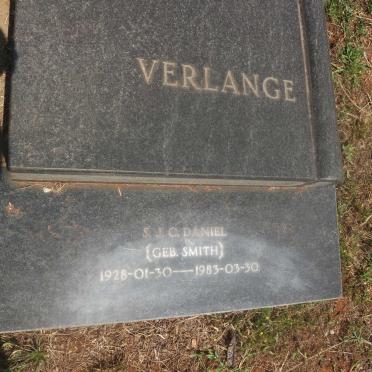 VERLANGE
S. J. C. DANIEL
(GEB. SMITH)
1928-01-30—1983-03-30